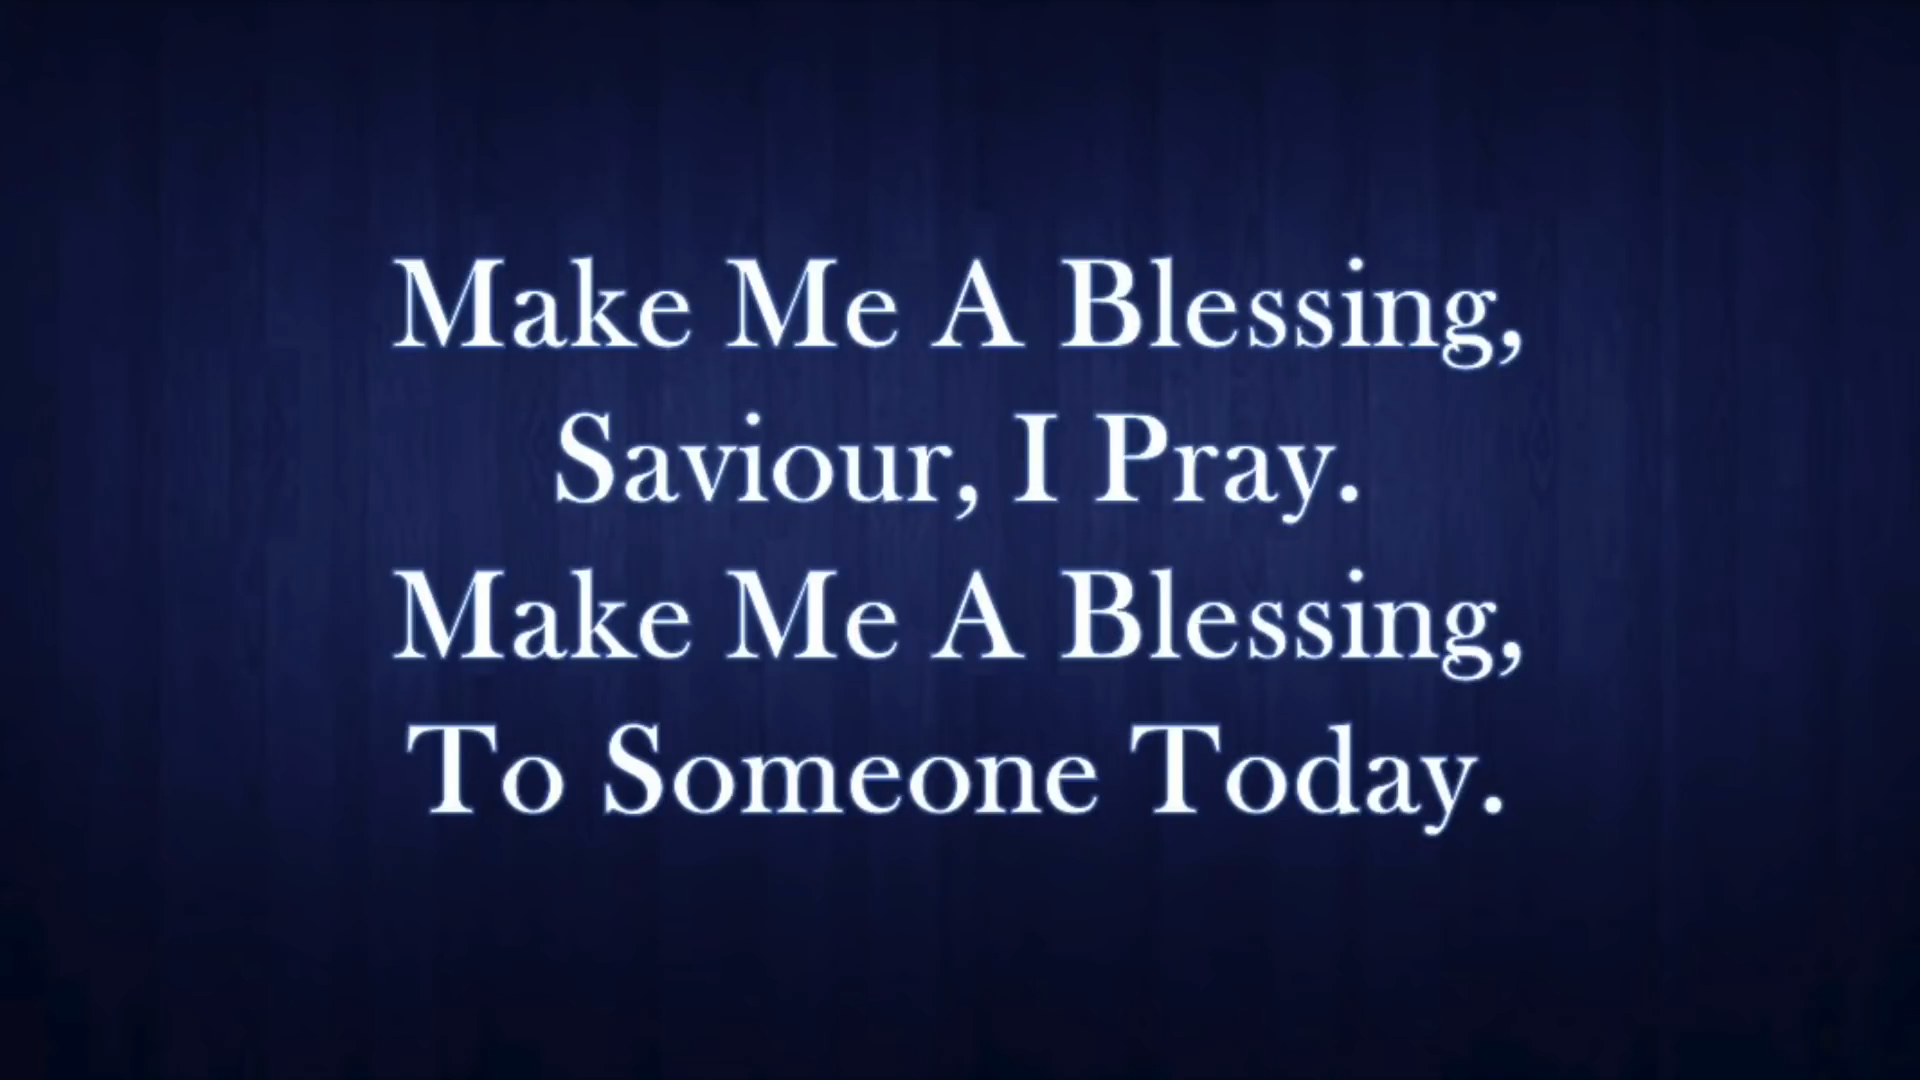 Make Me A Blessing,
Saviour, I Pray.
Make Me A Blessing,
To Someone Today.